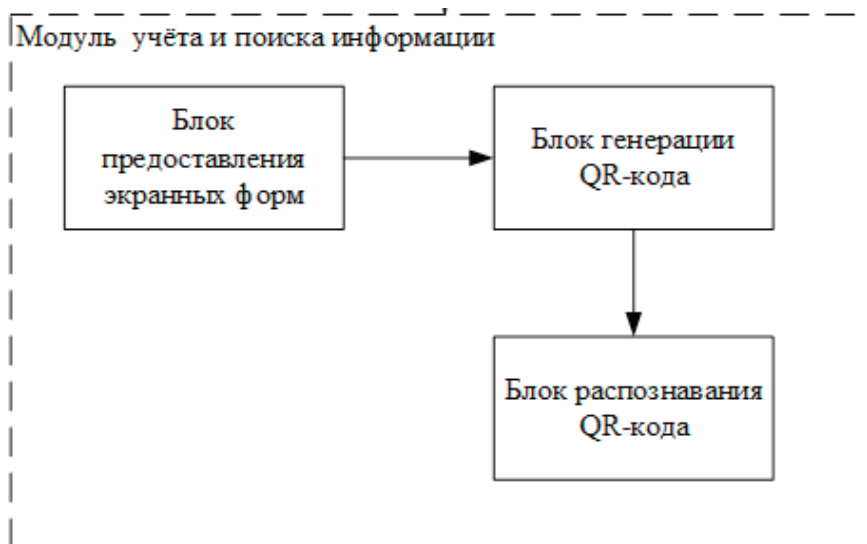 Модуль учёта и поиска информации
Блок
предоставления
экранных форм
Блок генерации
QR-кода
Блок распознавания
QR-кода